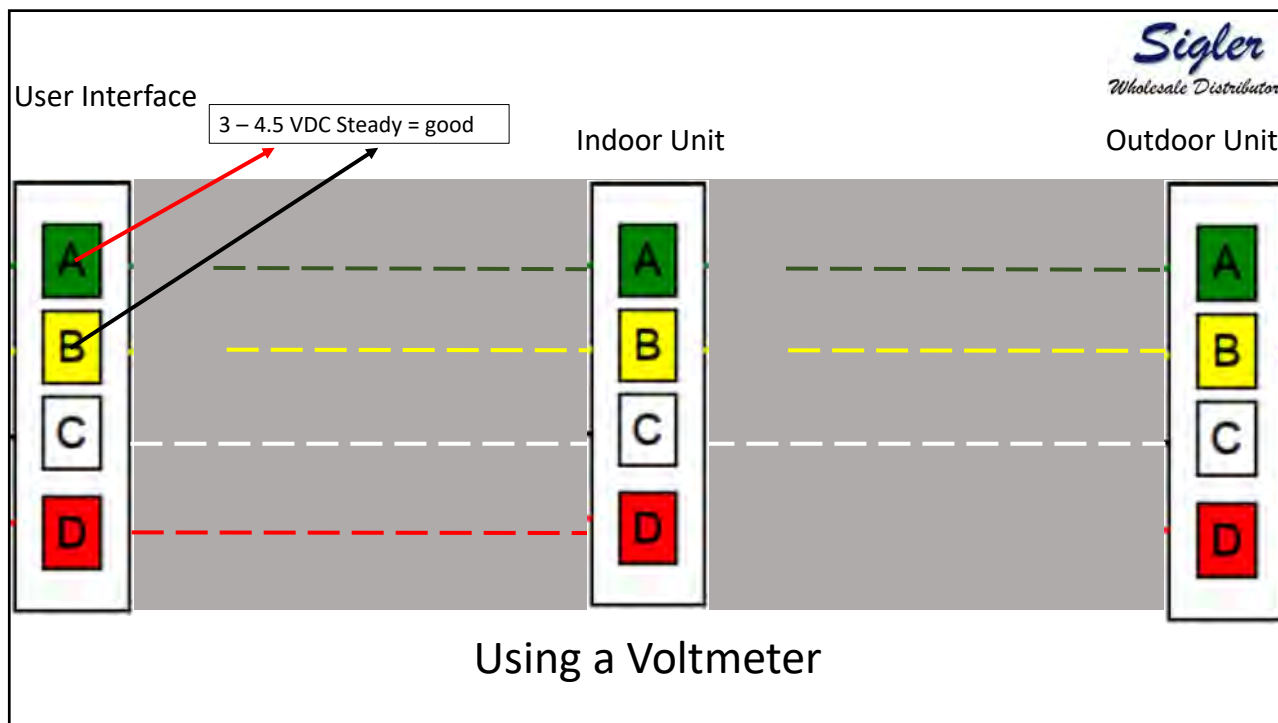 Sigler
Wholesale Distributor
User Interface
3 – 4.5 VDC Steady = good
Indoor Unit
Outdoor Unit
A
A
A
B
B
B
C
C
C
D
D
D
Using a Voltmeter